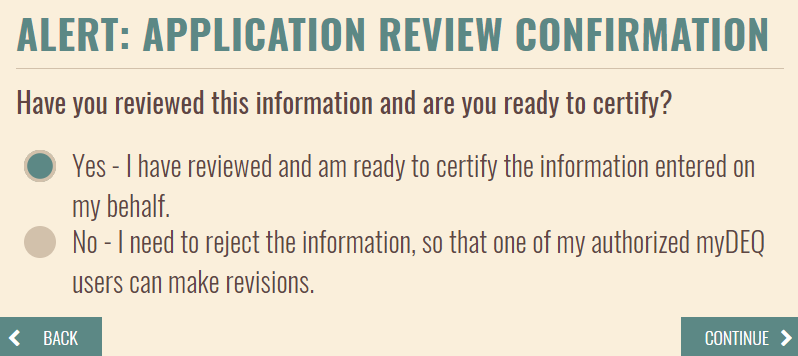 ALERT: APPLICATION REVIEW CONFIRMATION
Have you reviewed this information and are you ready to certify?
Yes - I have reviewed and am ready to certify the information entered on
my behalf.
No - I need to reject the information, so that one of my authorized myDEQ
users can make revisions.
BACK
CONTINUE